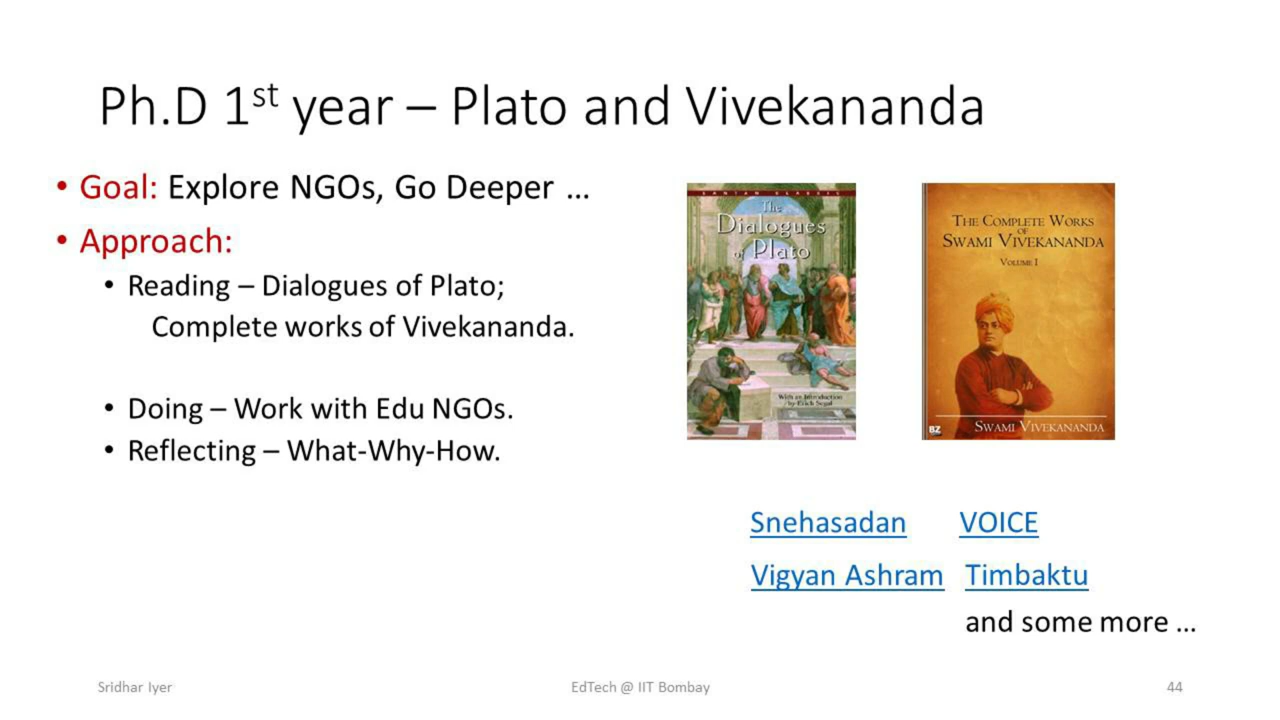 Ph.D 1st year – Plato and Vivekananda
• Goal: Explore NGOs, Go Deeper …
• Approach:
• Reading – Dialogues of Plato;
Complete works of Vivekananda.
• Doing – Work with Edu NGOs.
• Reflecting – What-Why-How.
BANTAM CLASSIC
The
Dialogues
of Plato
With an Introduction
by Erich Segal
THE COMPLETE WORKS
OF
SWAMI VIVEKANANDA
VOLUME I
BZ
SWAMI VIVEKANANDA
Snehasadan VOICE
Vigyan Ashram Timbaktu
and some more …
Sridhar Iyer EdTech @ IIT Bombay 44